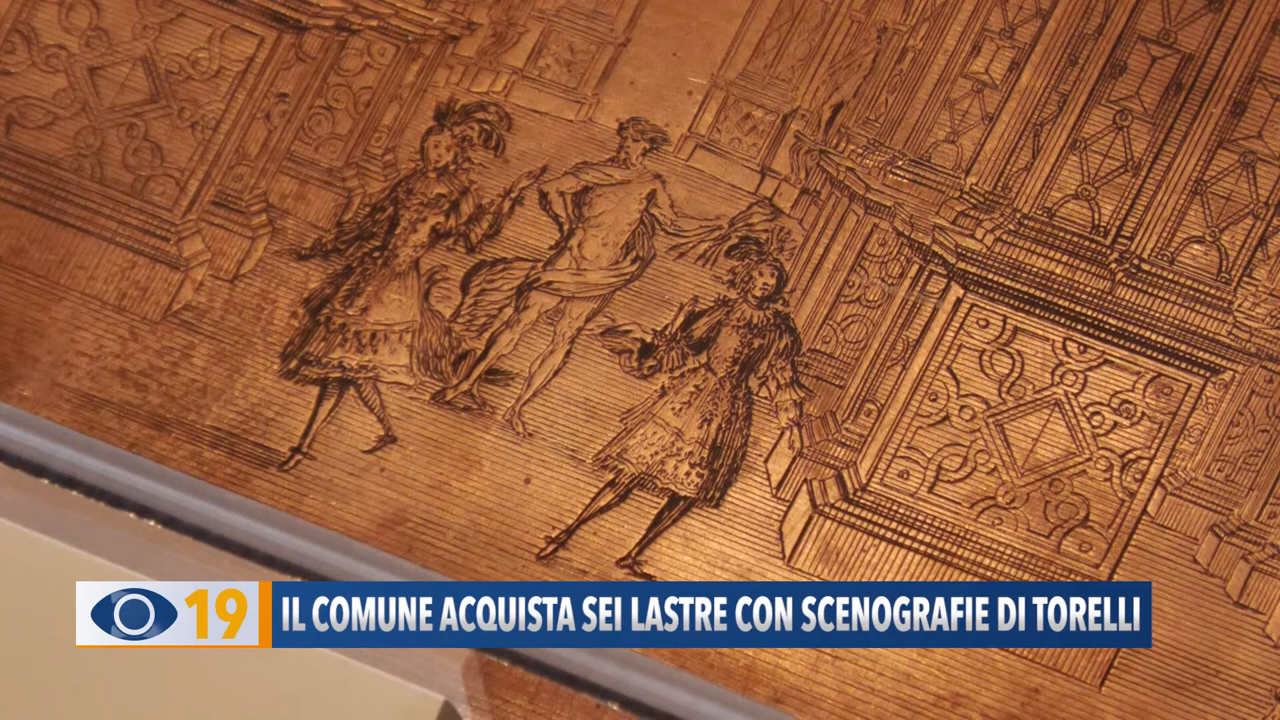 19
IL COMUNE ACQUISTA SEI LASTRE CON SCENOGRAFIE DI TORELLI